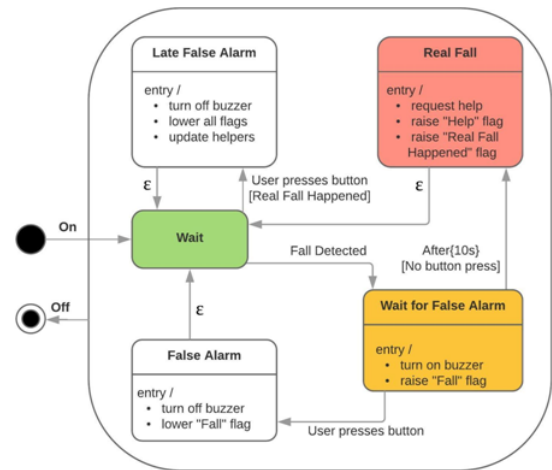 Late False Alarm
entry /
• turn off buzzer
• lower all flags
• update helpers
Real Fall
entry /
• request help
• raise "Help" flag
• raise "Real Fall
Happened" flag
ε
User presses button
[Real Fall Happened]
ε
On
Wait
Fall Detected
After{10s}
[No button press]
Off
ε
Wait for False Alarm
entry /
• turn on buzzer
• raise "Fall" flag
False Alarm
entry /
• turn off buzzer
• lower "Fall" flag
User presses button